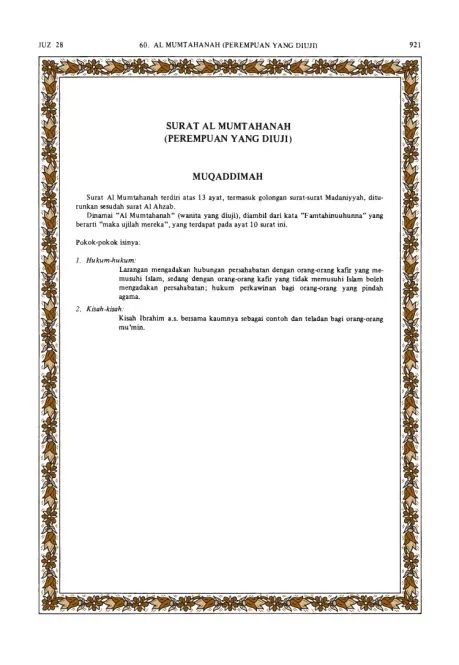 JUZ 28 60. AL MUMTAHANAH (PEREMPUAN YANG DIUJI) 921
SURAT AL MUMTAHANAH
(PEREMPUAN YANG DIUJI)
MUQADDIMAH
Surat Al Mumtahanah terdiri atas 13 ayat, termasuk golongan surat-surat Madaniyyah, ditu-
runkan sesudah surat Al Ahzab.
Dinamai "Al Mumtahanah" (wanita yang diuji), diambil dari kata "Famtahinuuhunna" yang
berarti "maka ujilah mereka", yang terdapat pada ayat 10 surat ini.
Pokok-pokok isinya:
1. Hukum-hukum:
Larangan mengadakan hubungan persahabatan dengan orang-orang kafir yang me-
musuhi Islam, sedang dengan orang-orang kafir yang tidak memusuhi Islam boleh
mengadakan persahabatan; hukum perkawinan bagi orang-orang yang pindah
agama.
2. Kisah-kisah:
Kisah Ibrahim a.s. bersama kaumnya sebagai contoh dan teladan bagi orang-orang
mu'min.